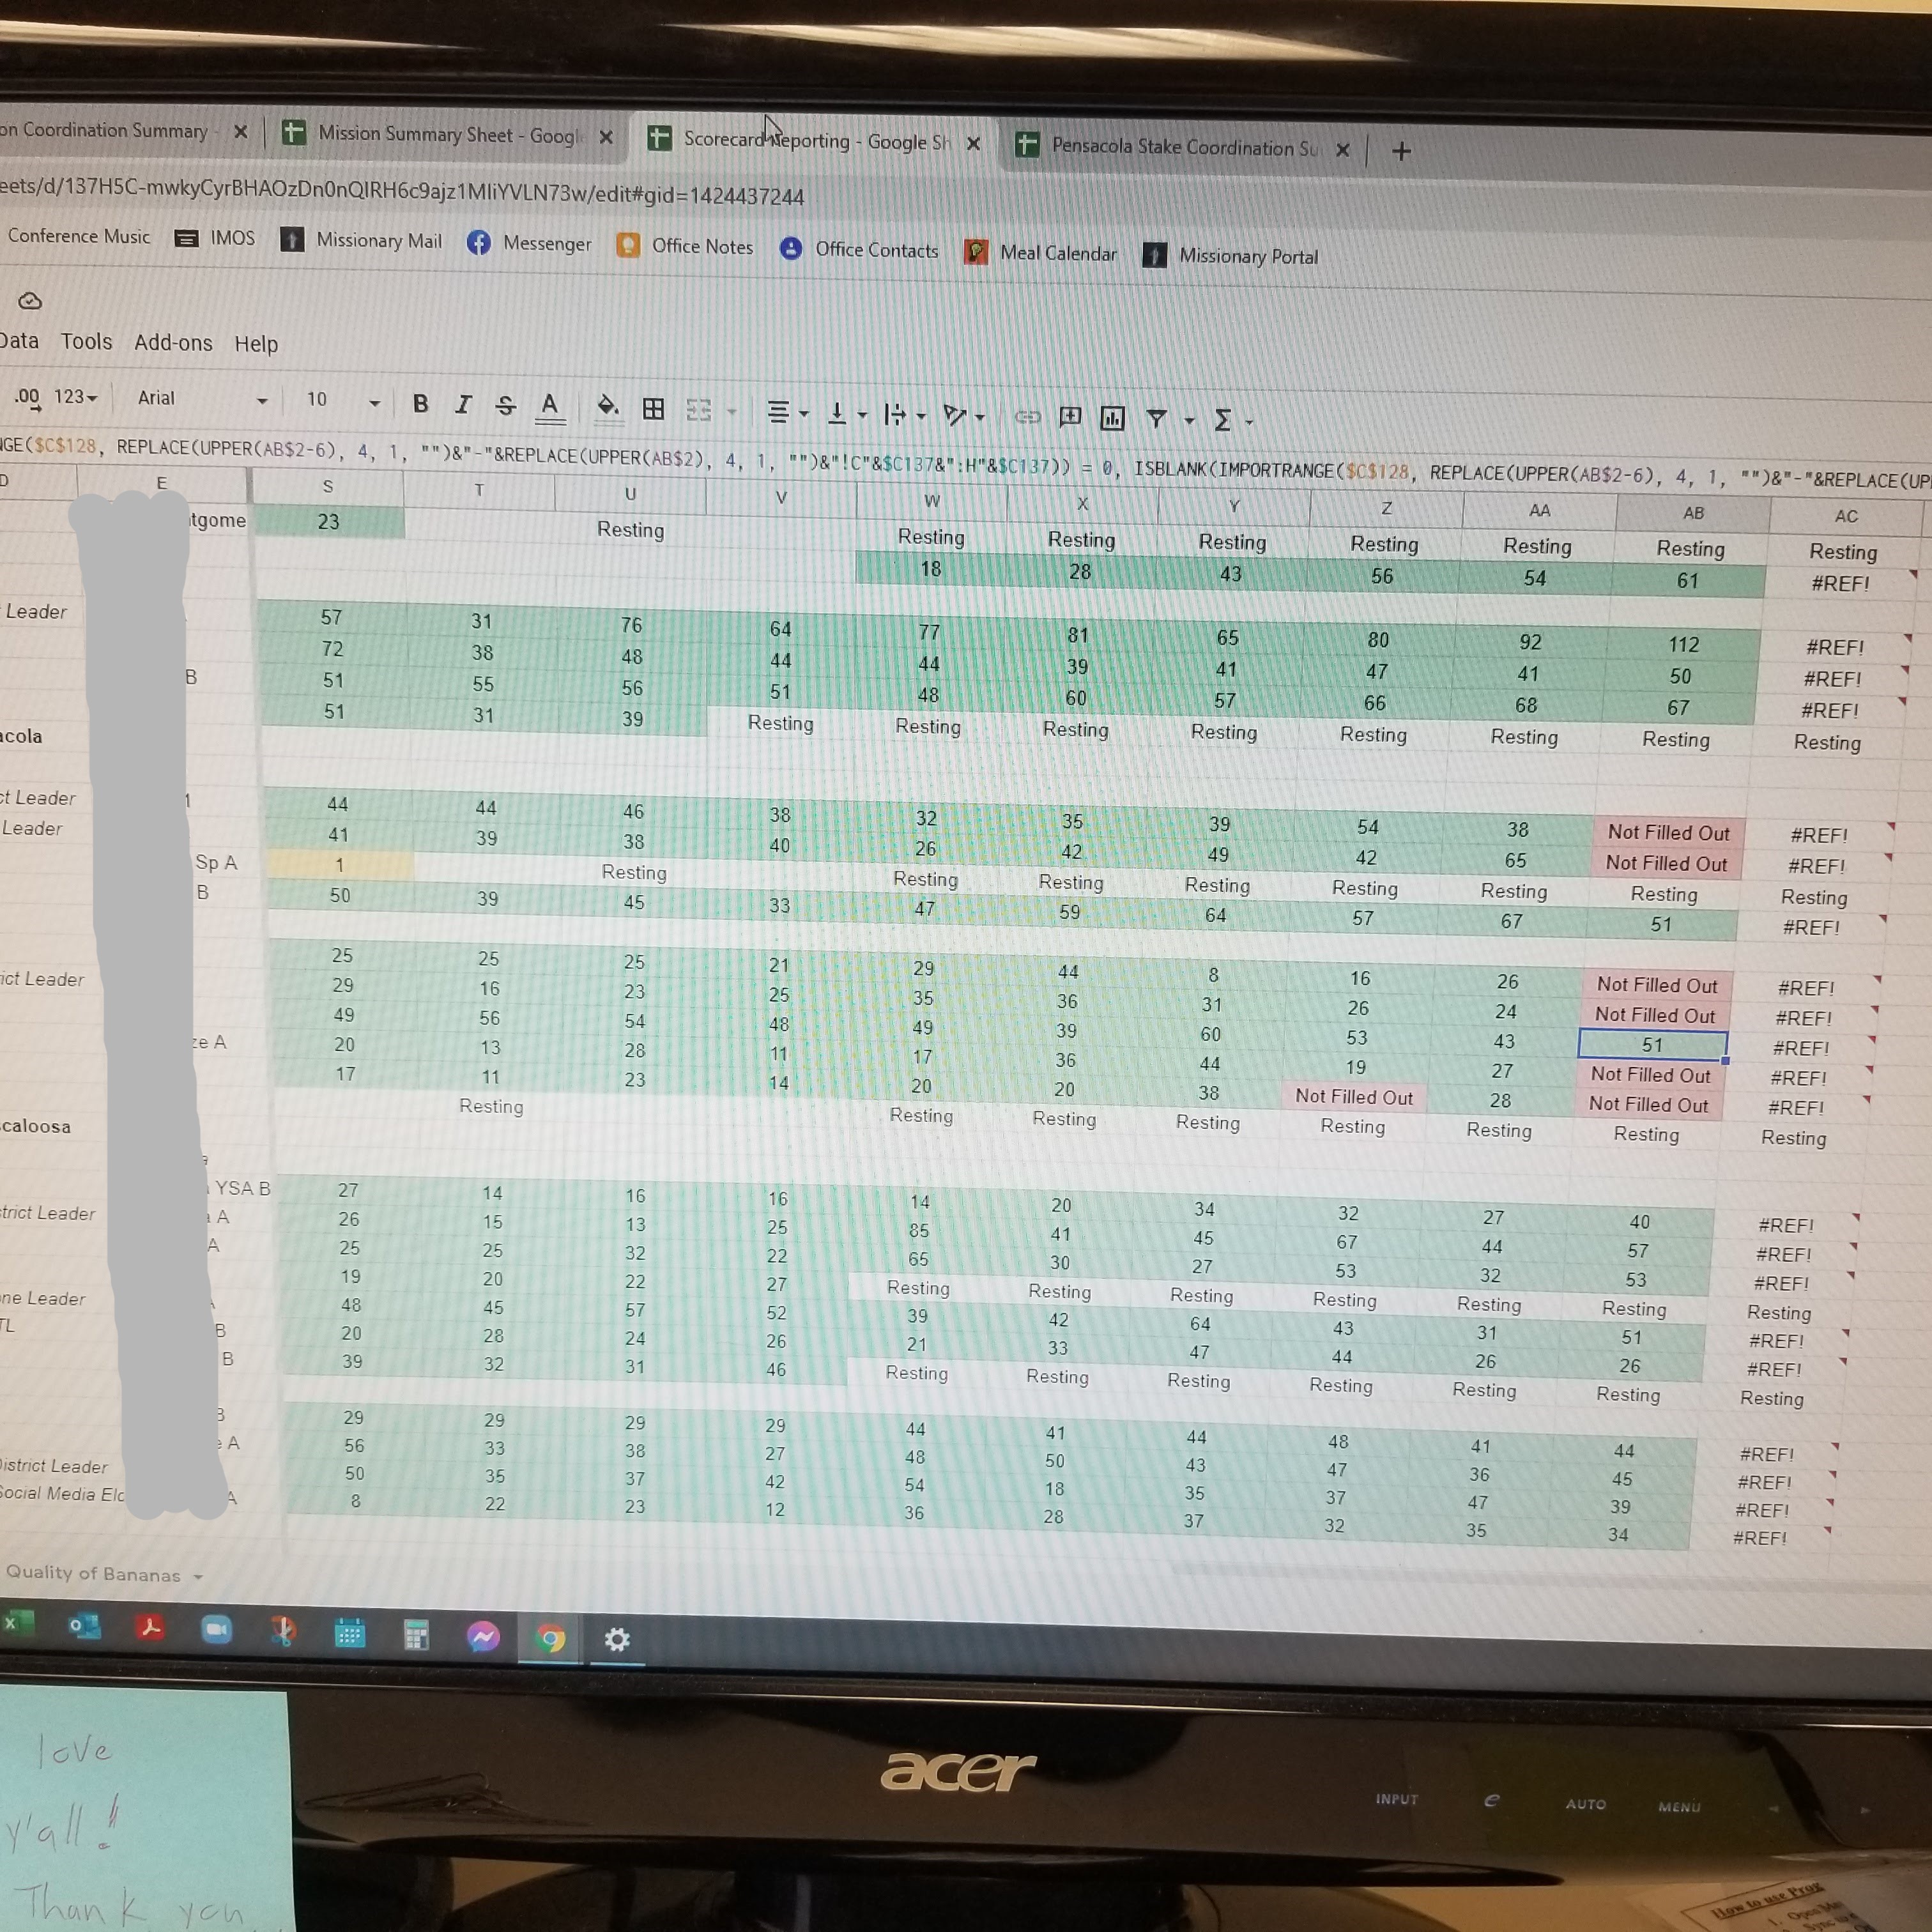 on Coordination Summary - Mission Summary Sheet - Googl Scorecard Reporting - Google Sh Pensacola Stake Coordination Su
eets/d/137H5C-mwkyCyrBHAOzDn0nQIRH6c9ajz1MIiYVLN73w/edit#gid=1424437244
Conference Music IMOS Missionary Mail Messenger Office Notes Office Contacts Meal Calendar Missionary Portal
Data Tools Add-ons Help
.00 123 Arial 10 B I S A
NGE($C$128, REPLACE(UPPER(AB$2-6), 4, 1, "")&"-"&REPLACE(UPPER(AB$2), 4, 1, "")&"!C"&$C137&":H"&$C137)) = 0, ISBLANK(IMPORTRANGE($C$128, REPLACE(UPPER(AB$2-6), 4, 1, "")&"-"&REPLACE(UP
D E S T U V W X Y Z AA AB AC
tgome 23 Resting Resting Resting Resting Resting Resting Resting Resting
18 28 43 56 54 61 #REF!
Leader 57 31 76 64 77 81 65 80 92 112 #REF!
72 38 48 44 44 39 41 47 41 50 #REF!
B 51 55 56 51 48 60 57 66 68 67 #REF!
51 31 39 Resting Resting Resting Resting Resting Resting Resting Resting
acola
ct Leader 1 44 44 46 38 32 35 39 54 38 Not Filled Out #REF!
Leader 41 39 38 40 26 42 49 42 65 Not Filled Out #REF!
Sp A 1 Resting Resting Resting Resting Resting Resting Resting Resting
B 50 39 45 33 47 59 64 57 67 51 #REF!
25 25 25 21 29 44 8 16 26 Not Filled Out #REF!
ict Leader 29 16 23 25 35 36 31 26 24 Not Filled Out #REF!
49 56 54 48 49 39 60 53 43 51 #REF!
ze A 20 13 28 11 17 36 44 19 27 Not Filled Out #REF!
17 11 23 14 20 20 38 Not Filled Out 28 Not Filled Out #REF!
Resting Resting Resting Resting Resting Resting Resting Resting
caloosa
YSA B 27 14 16 16 14 20 34 32 27 40 #REF!
trict Leader A 26 15 13 25 85 41 45 67 44 57 #REF!
A 25 25 32 22 65 30 27 53 32 53 #REF!
19 20 22 27 Resting Resting Resting Resting Resting Resting Resting
ne Leader 48 45 57 52 39 42 64 43 31 51 #REF!
TL B 20 28 24 26 21 33 47 44 26 26 #REF!
B 39 32 31 46 Resting Resting Resting Resting Resting Resting Resting
B 29 29 29 29 44 41 44 48 41 44 #REF!
e A 56 33 38 27 48 50 43 47 36 45 #REF!
District Leader 50 35 37 42 54 18 35 37 47 39 #REF!
Social Media Eld A 8 22 23 12 36 28 37 32 35 34 #REF!
Quality of Bananas
acer
INPUT e AUTO MENU
love
y'all!
Thank you
How to use Prog
Open
Sync